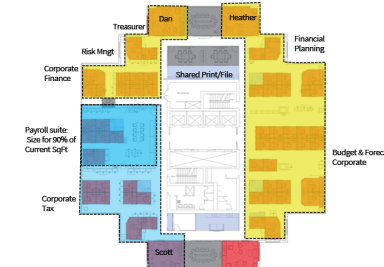 Dan
Heather
Treasurer
Financial
Planning
Risk Mngt
Corporate
Finance
Shared Print/File
Payroll suite:
Size for 90% of
Current SqFt
Budget & Forec
Corporate
Corporate
Tax
Scott